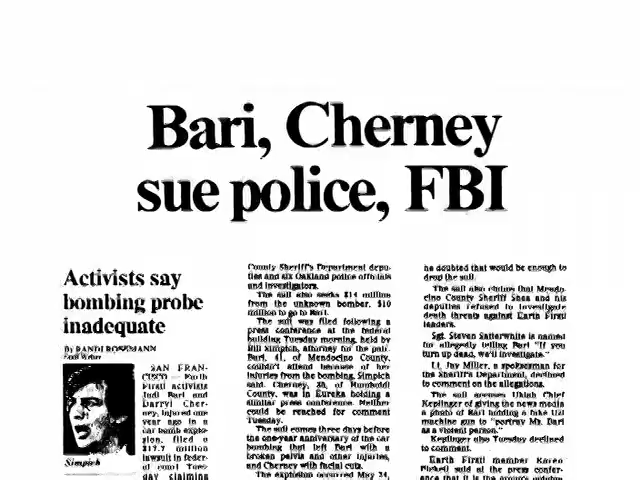 Bari, Cherney
sue police, FBI
Activists say
bombing probe
inadequate
By RANDI ROSSMANN
Staff Writer
SAN FRAN-
CISCO — Earth
First! activists
Judi Bari and
Darryl Cher-
ney, injured one
year ago in a
car bomb explo-
sion, filed a
million
lawsuit in feder-
al court Tues-
day claiming
Simpich
County Sheriff's Department depu-
ties and six Oakland police officials
and investigators.
The suit also seeks $14 million
from the unknown bomber, $10
million to go to Bari.
The suit was filed following a
press conference at the federal
building Tuesday morning, held by
Bill Simpich, attorney for the pair.
Bari, 41, of Mendocino County,
couldn't attend because of her
injuries from the bombing, Simpich
said. Cherney, of Humboldt
County, was in Eureka holding a
similar press conference. Neither
could be reached for comment
Tuesday.
The suit comes three days before
the one-year anniversary of the car
bombing that left Bari with a
broken pelvis and other injuries,
and Cherney with facial cuts.
The explosion occurred May 24,
he doubted that would be enough to
drop the suit.
The suit also claims that Mendo-
cino County Sheriff Shea and his
deputies refused to investigate
death threats against Earth First!
leaders.
Sgt. Steven Satterwhite is named
for allegedly telling Bari "If you
turn up dead, we'll investigate."
Lt. Jay Miller, a spokesman for
the Sheriff's Department, declined
to comment on the allegations.
The suit accuses Ukiah Chief
Keplinger of giving the news media
a photo of Bari holding a fake Uzi
machine gun to "portray Ms. Bari
as a violent person."
Keplinger also Tuesday declined
to comment.
Earth First! member Karen
Pickett said at the press confer-
ence that it is the group's